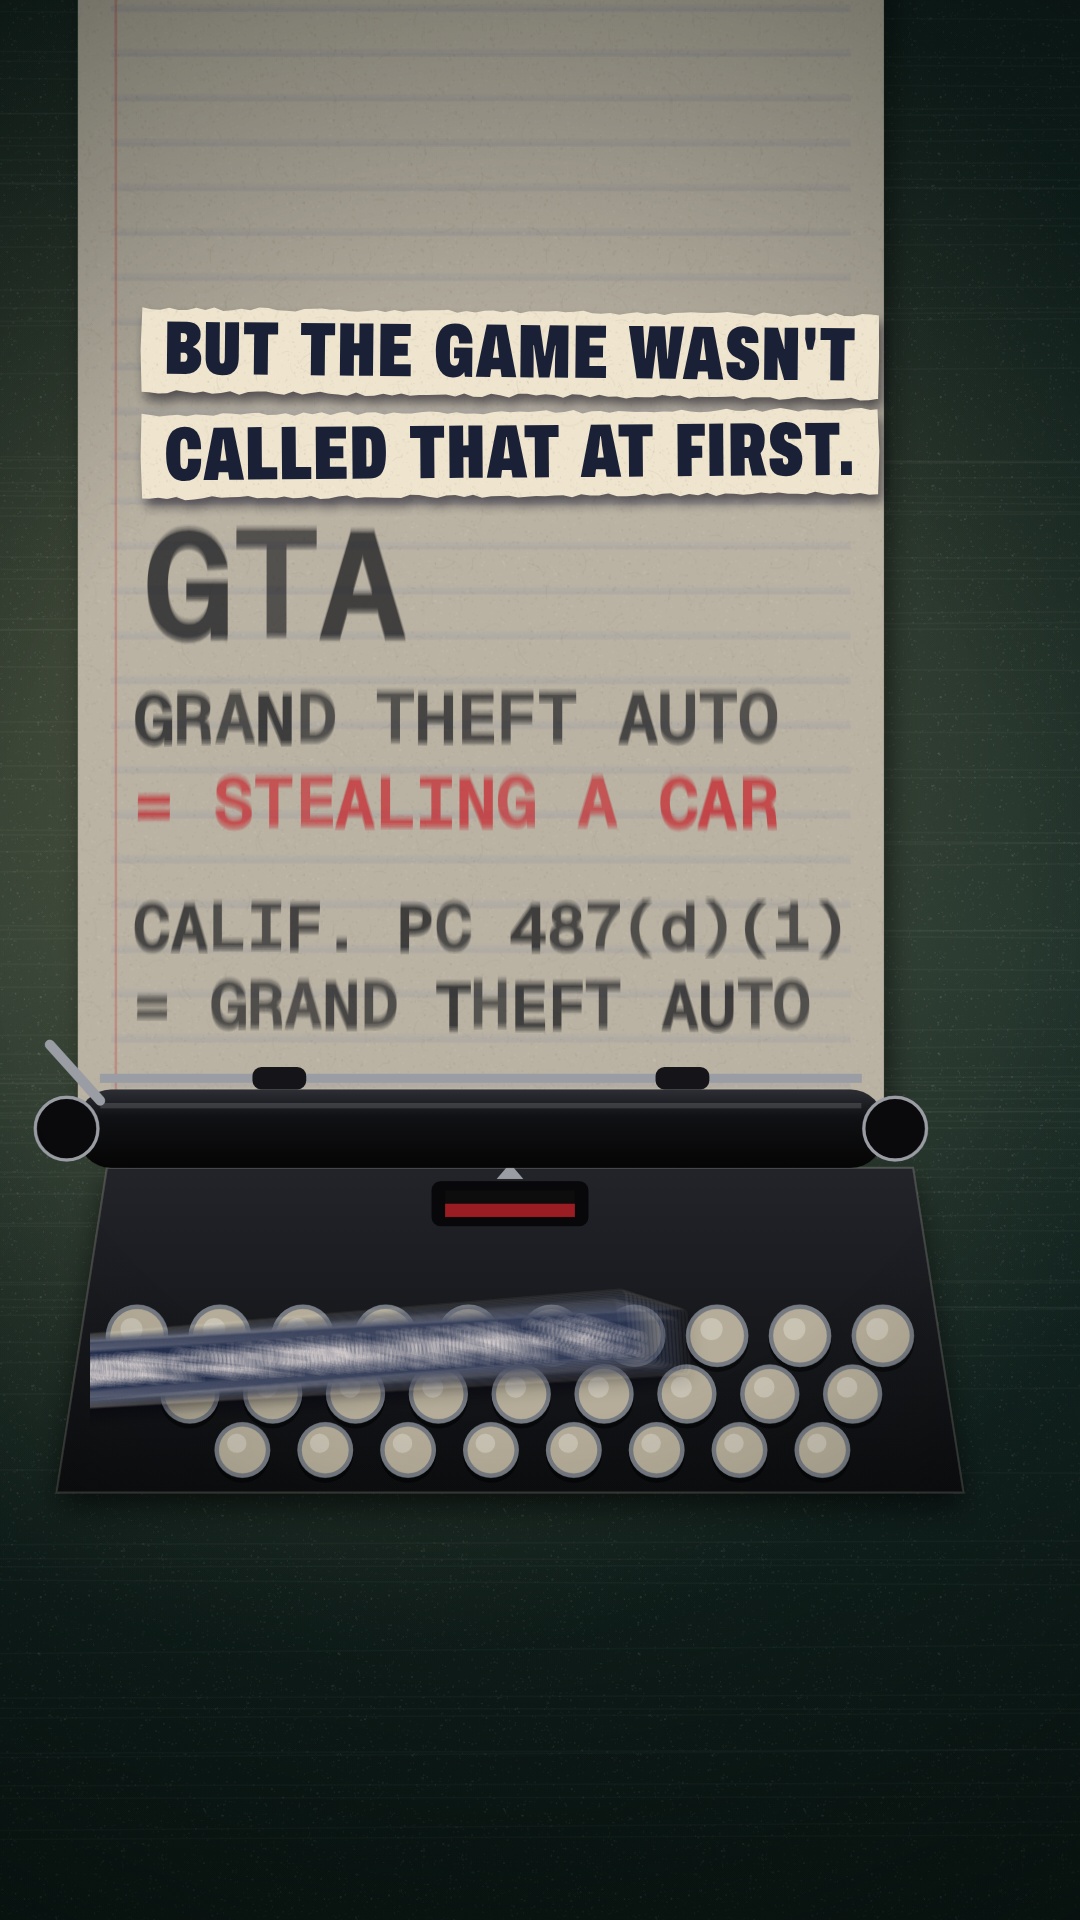 BUT THE GAME WASN'T
CALLED THAT AT FIRST.
GTA
GRAND THEFT AUTO
= STEALING A CAR
CALIF. PC 487(d)(1)
= GRAND THEFT AUTO